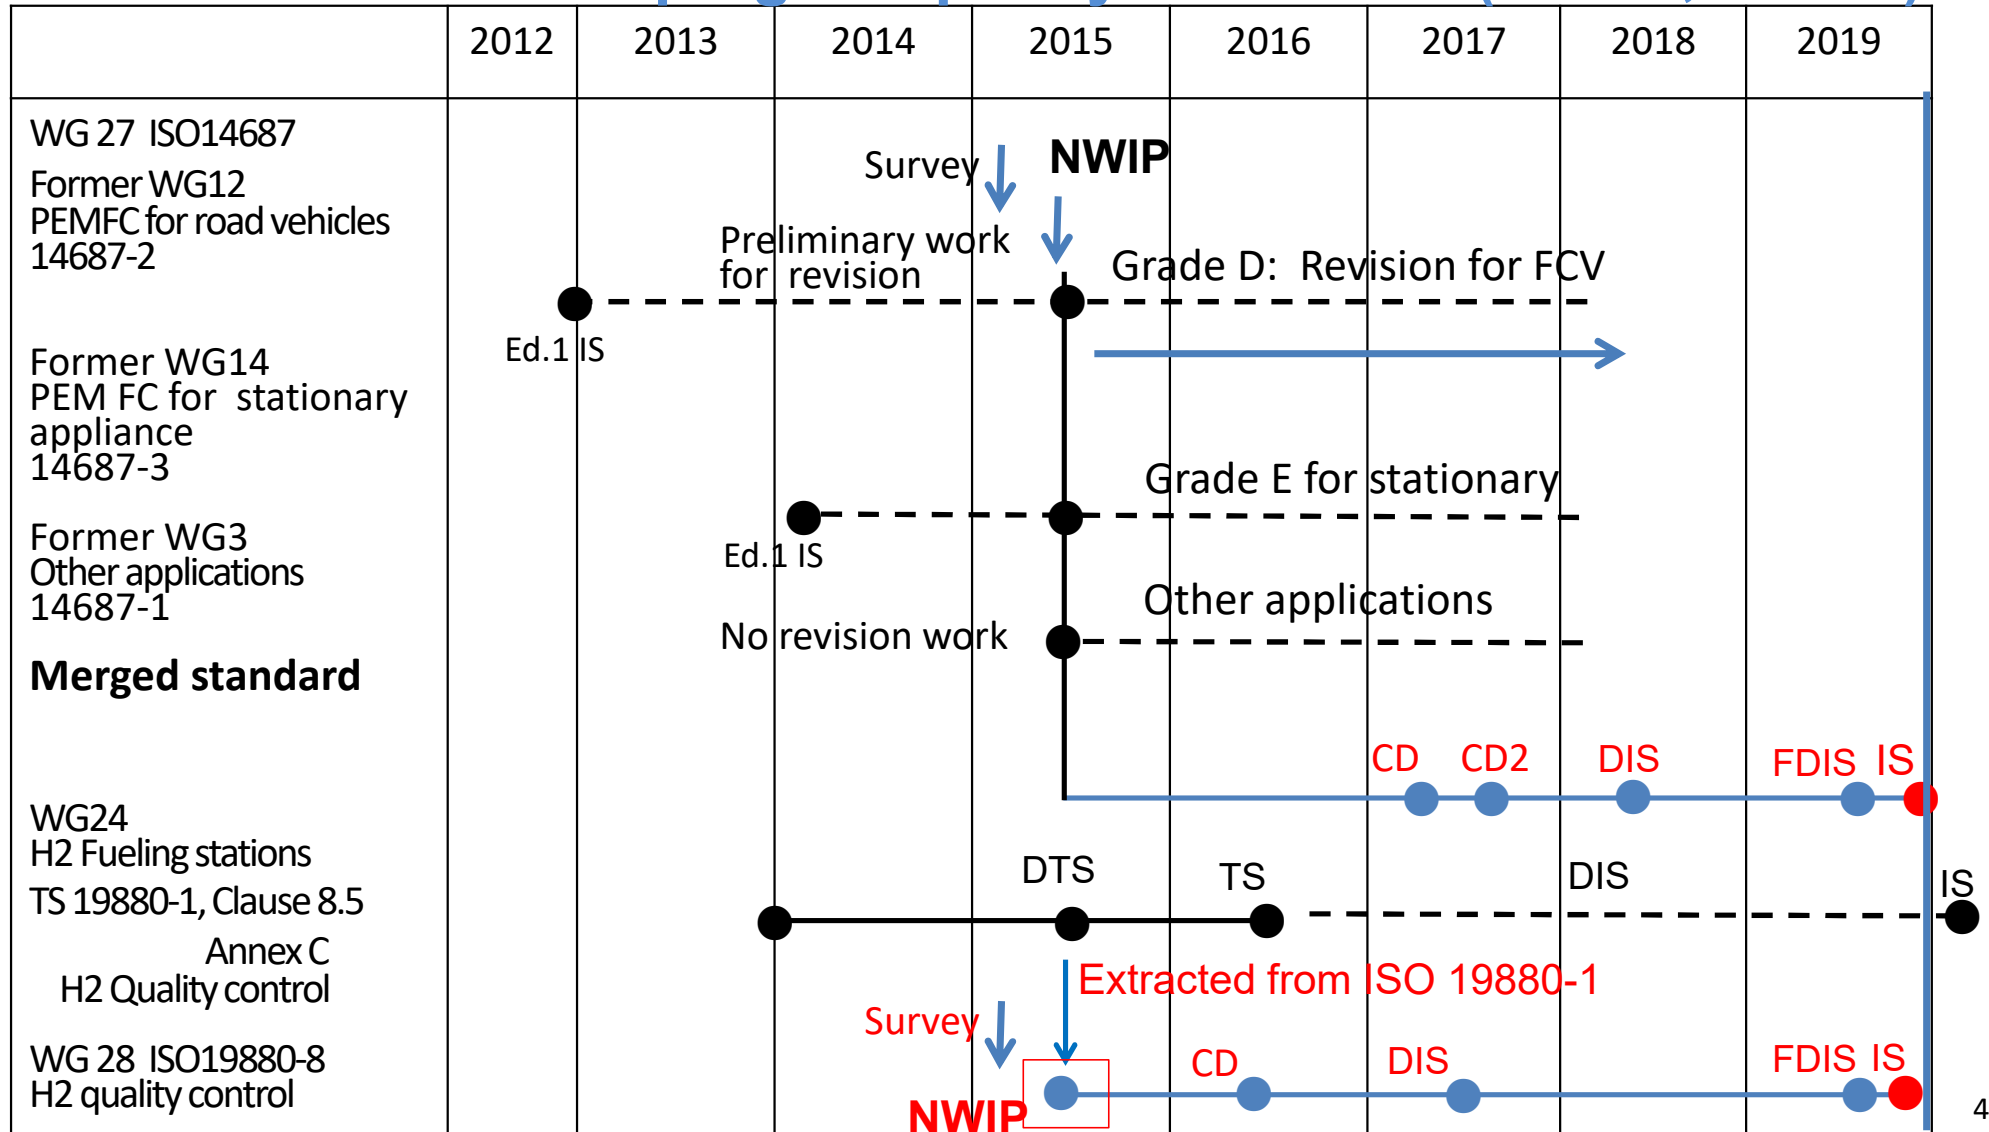 2012 2013 2014 2015 2016 2017 2018 2019
WG 27 ISO14687
Former WG12
PEMFC for road vehicles
14687-2
Survey
NWIP
Preliminary work
for revision
Grade D: Revision for FCV
Ed.1 IS
Former WG14
PEM FC for stationary
appliance
14687-3
Grade E for stationary
Ed.1 IS
Former WG3
Other applications
14687-1
Other applications
No revision work
Merged standard
CD CD2 DIS FDIS IS
WG24
H2 Fueling stations
TS 19880-1, Clause 8.5
DTS TS DIS IS
Annex C
H2 Quality control
Extracted from ISO 19880-1
Survey
WG 28 ISO19880-8
H2 quality control
CD DIS FDIS IS
NWIP
4